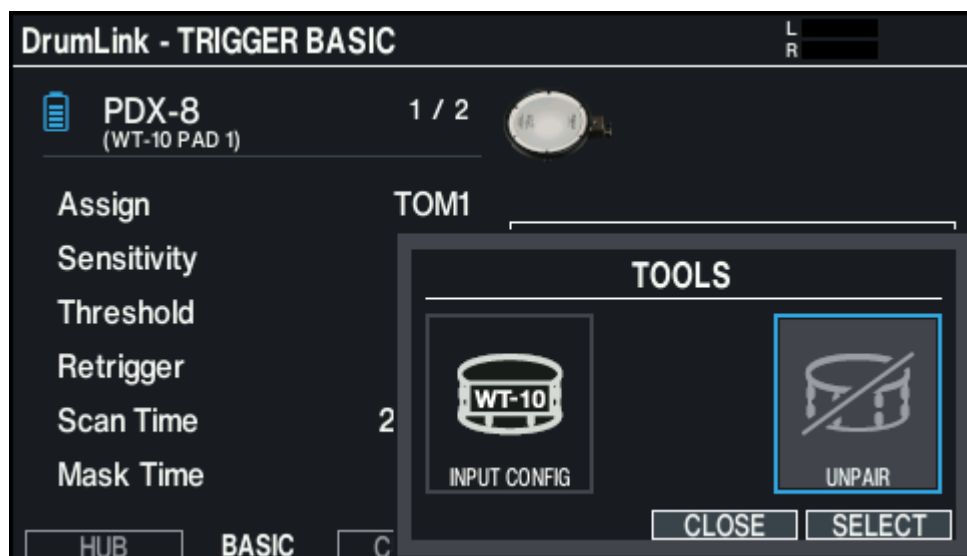 DrumLink - TRIGGER BASIC
L
R
PDX-8 1 / 2
(WT-10 PAD 1)
Assign TOM1
Sensitivity
Threshold
Retrigger
Scan Time 2
Mask Time
TOOLS
WT-10
INPUT CONFIG
UNPAIR
CLOSE SELECT
HUB BASIC C